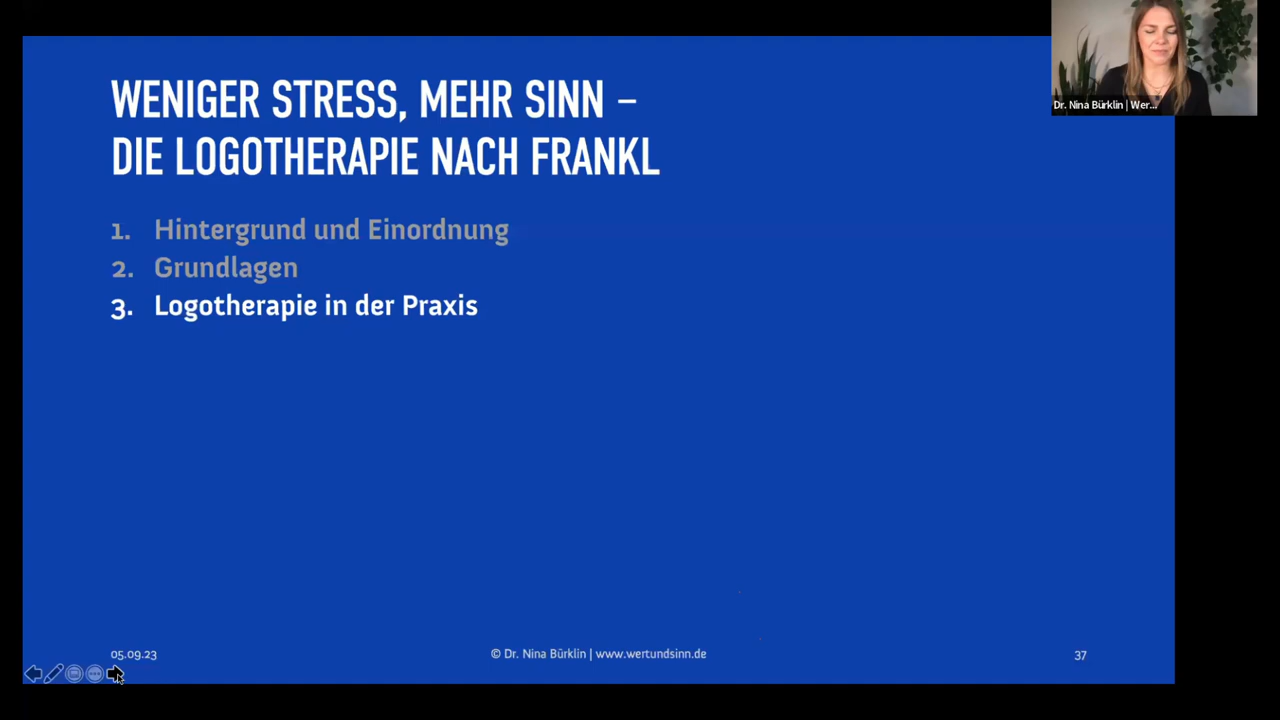 WENIGER STRESS, MEHR SINN –
DIE LOGOTHERAPIE NACH FRANKL
1. Hintergrund und Einordnung
2. Grundlagen
3. Logotherapie in der Praxis
05.09.23
© Dr. Nina Bürklin | www.wertundsinn.de
37
Dr. Nina Bürklin | Wer...